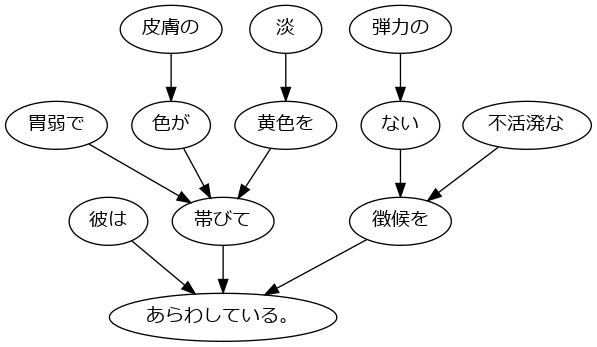 皮膚の 淡 弾力の
胃弱で 色が 黄色を ない 不活溌な
彼は 帯びて 徴候を
あらわしている。